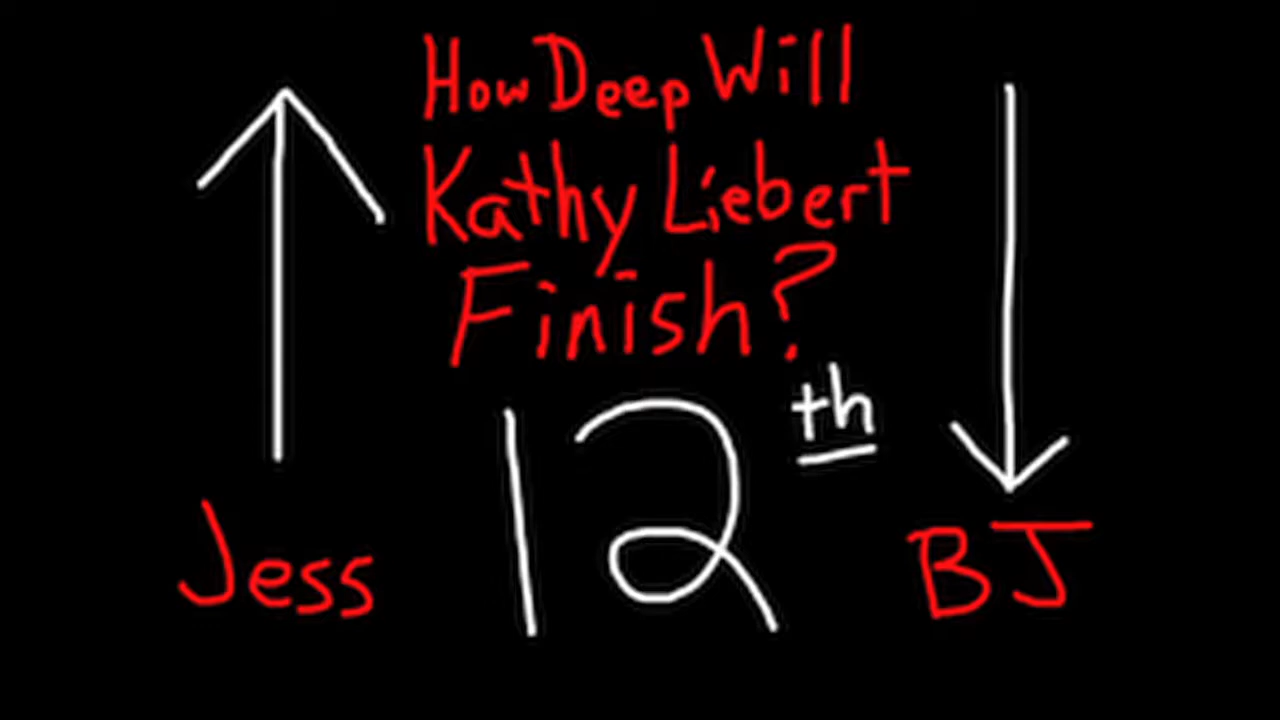 How Deep Will
Kathy Liebert
Finish?
12th
Jess
BJ